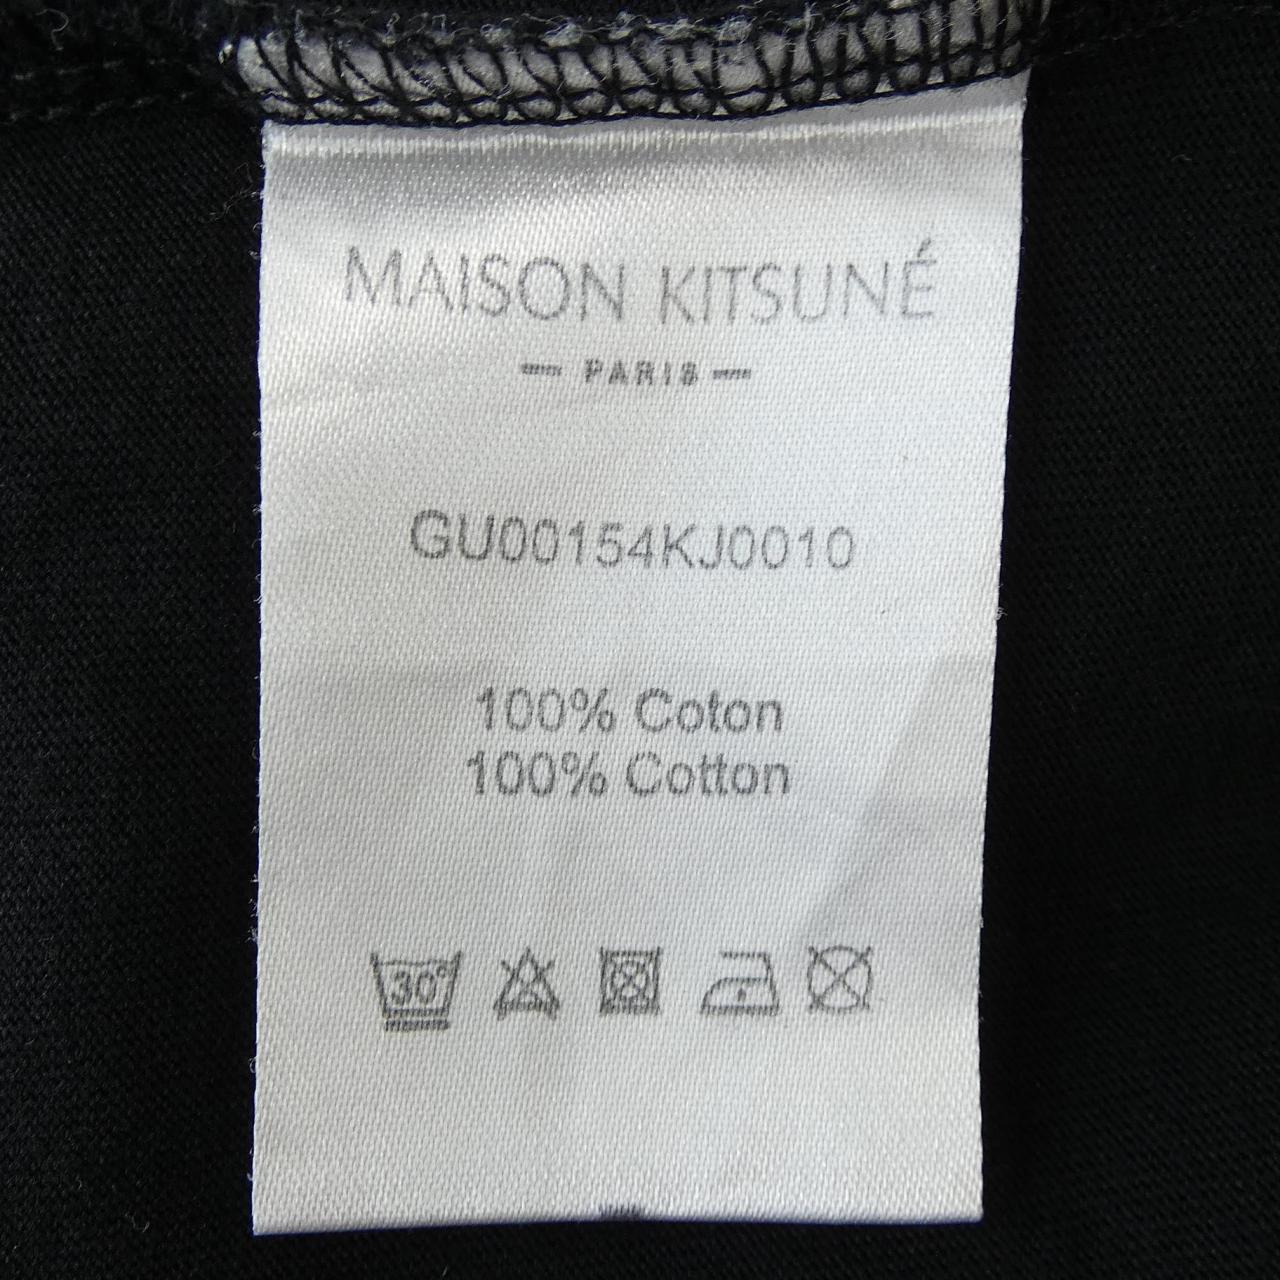 MAISON KITSUNÉ
— PARIS —
GU00154KJ0010
100% Coton
100% Cotton
30°